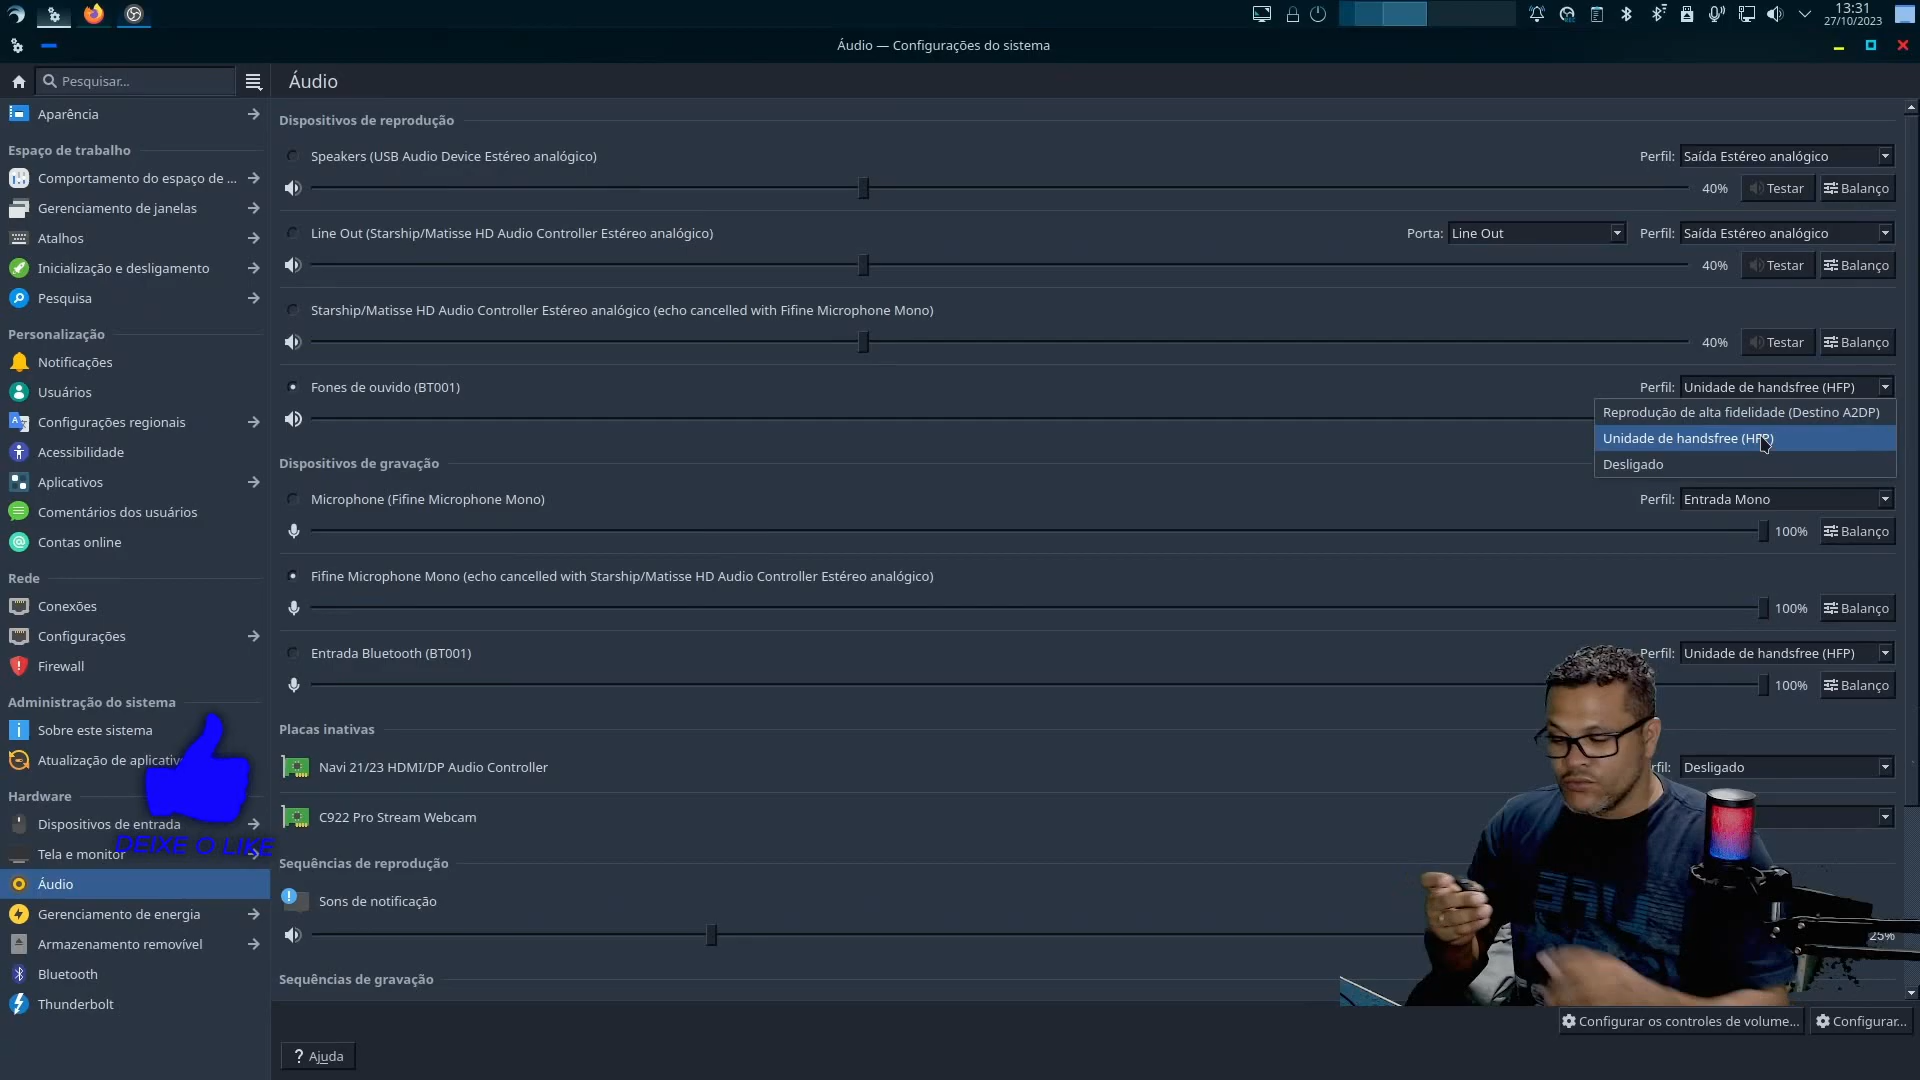 13:31
27/10/2023
Áudio — Configurações do sistema
Pesquisar...
Áudio
Aparência
Espaço de trabalho
Comportamento do espaço de ...
Gerenciamento de janelas
Atalhos
Inicialização e desligamento
Pesquisa
Personalização
Notificações
Usuários
Configurações regionais
Acessibilidade
Aplicativos
Comentários dos usuários
Contas online
Rede
Conexões
Configurações
Firewall
Administração do sistema
Sobre este sistema
Atualização de aplicativ
Hardware
Dispositivos de entrada
DEIXE O LIKE
Tela e monitor
Áudio
Gerenciamento de energia
Armazenamento removível
Bluetooth
Thunderbolt
Dispositivos de reprodução
Speakers (USB Audio Device Estéreo analógico)
Perfil: Saída Estéreo analógico
40% Testar Balanço
Line Out (Starship/Matisse HD Audio Controller Estéreo analógico)
Porta: Line Out Perfil: Saída Estéreo analógico
40% Testar Balanço
Starship/Matisse HD Audio Controller Estéreo analógico (echo cancelled with Fifine Microphone Mono)
40% Testar Balanço
Fones de ouvido (BT001)
Perfil: Unidade de handsfree (HFP)
Reprodução de alta fidelidade (Destino A2DP)
Unidade de handsfree (HFP)
Desligado
Dispositivos de gravação
Microphone (Fifine Microphone Mono)
Perfil: Entrada Mono
100% Balanço
Fifine Microphone Mono (echo cancelled with Starship/Matisse HD Audio Controller Estéreo analógico)
100% Balanço
Entrada Bluetooth (BT001)
Perfil: Unidade de handsfree (HFP)
100% Balanço
Placas inativas
Navi 21/23 HDMI/DP Audio Controller
rfil: Desligado
C922 Pro Stream Webcam
Sequências de reprodução
Sons de notificação
25%
Sequências de gravação
Configurar os controles de volume... Configurar...
? Ajuda